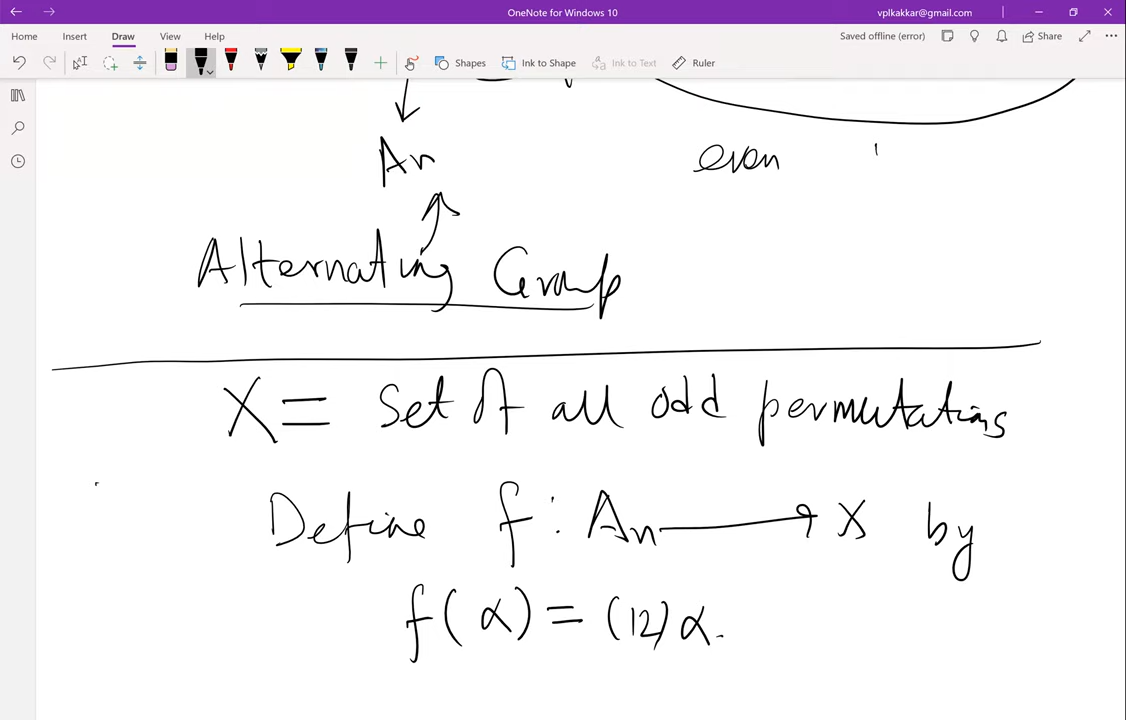 OneNote for Windows 10
vplkakkar@gmail.com
Home Insert Draw View Help
Saved offline (error) Share
Shapes Ink to Shape Ink to Text Ruler
An
even
Alternating Group
X = Set of all odd permutations
Define f : An → X by
f(α) = (12)α.